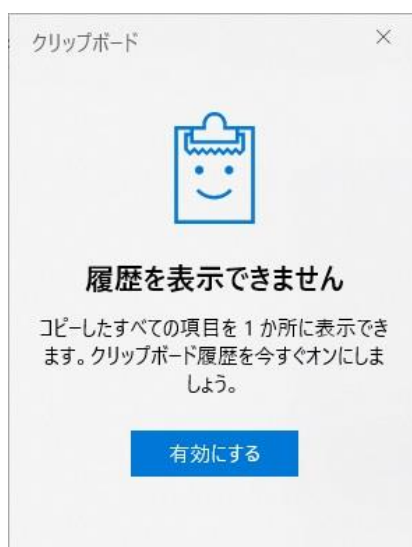 クリップボード
履歴を表示できません
コピーしたすべての項目を 1 か所に表示でき
ます。クリップボード履歴を今すぐオンにしま
しょう。
有効にする